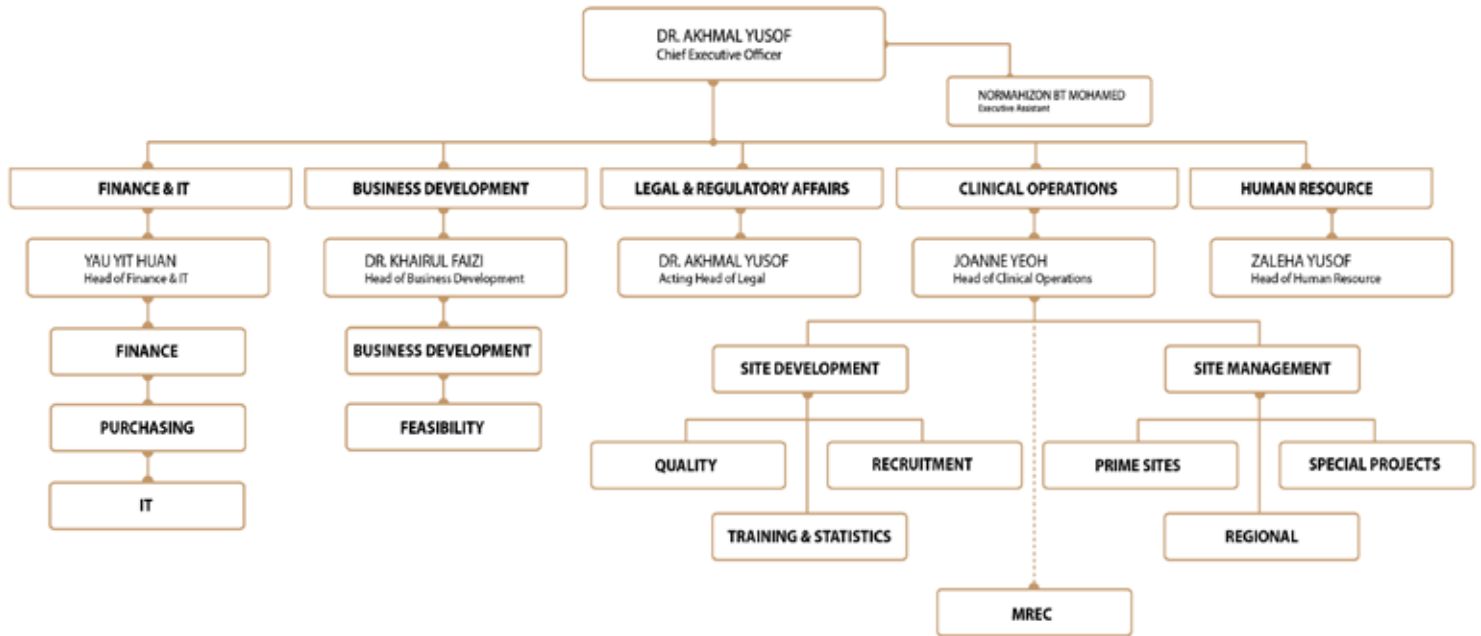 DR. AKHMAL YUSOF
Chief Executive Officer
NORMAHIZON BT MOHAMED
Executive Assistant
FINANCE & IT
BUSINESS DEVELOPMENT
LEGAL & REGULATORY AFFAIRS
CLINICAL OPERATIONS
HUMAN RESOURCE
YAU YIT HUAN
Head of Finance & IT
DR. KHAIRUL FAIZI
Head of Business Development
DR. AKHMAL YUSOF
Acting Head of Legal
JOANNE YEOH
Head of Clinical Operations
ZALEHA YUSOF
Head of Human Resource
FINANCE
BUSINESS DEVELOPMENT
SITE DEVELOPMENT
SITE MANAGEMENT
PURCHASING
FEASIBILITY
QUALITY
RECRUITMENT
PRIME SITES
SPECIAL PROJECTS
IT
TRAINING & STATISTICS
REGIONAL
MREC